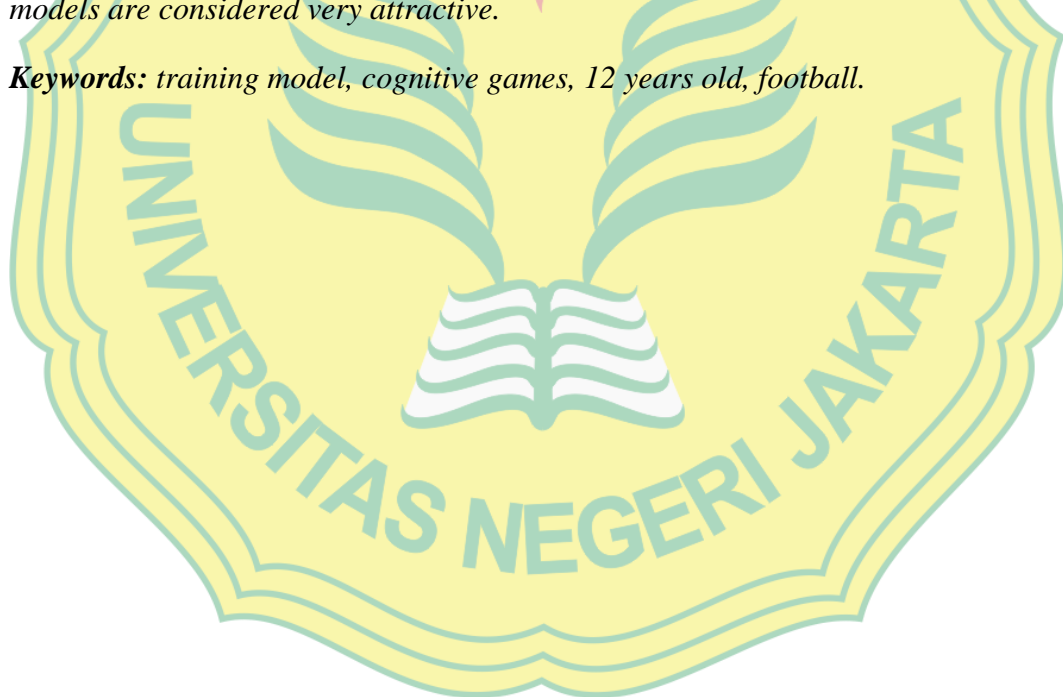 models are considered very attractive.
Keywords: training model, cognitive games, 12 years old, football.
UNIVERSITAS NEGERI JAKARTA